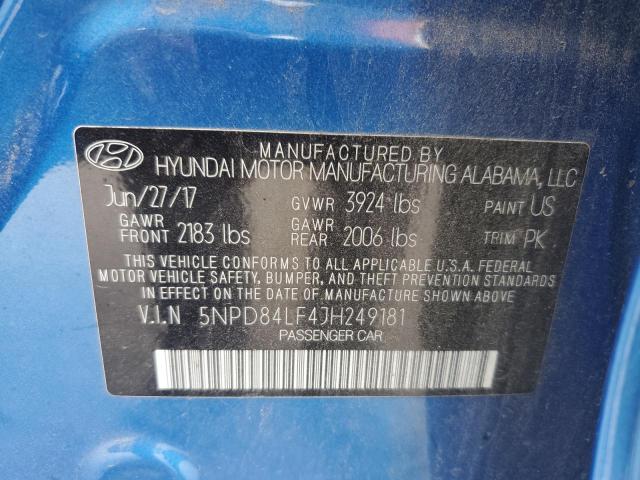 MANUFACTURED BY
HYUNDAI MOTOR MANUFACTURING ALABAMA, LLC
Jun/27/17 GVWR 3924 lbs PAINT US
GAWR FRONT 2183 lbs GAWR REAR 2006 lbs TRIM PK
THIS VEHICLE CONFORMS TO ALL APPLICABLE U.S.A. FEDERAL
MOTOR VEHICLE SAFETY, BUMPER, AND THEFT PREVENTION STANDARDS
IN EFFECT ON THE DATE OF MANUFACTURE SHOWN ABOVE.
V.I.N 5NPD84LF4JH249181
PASSENGER CAR